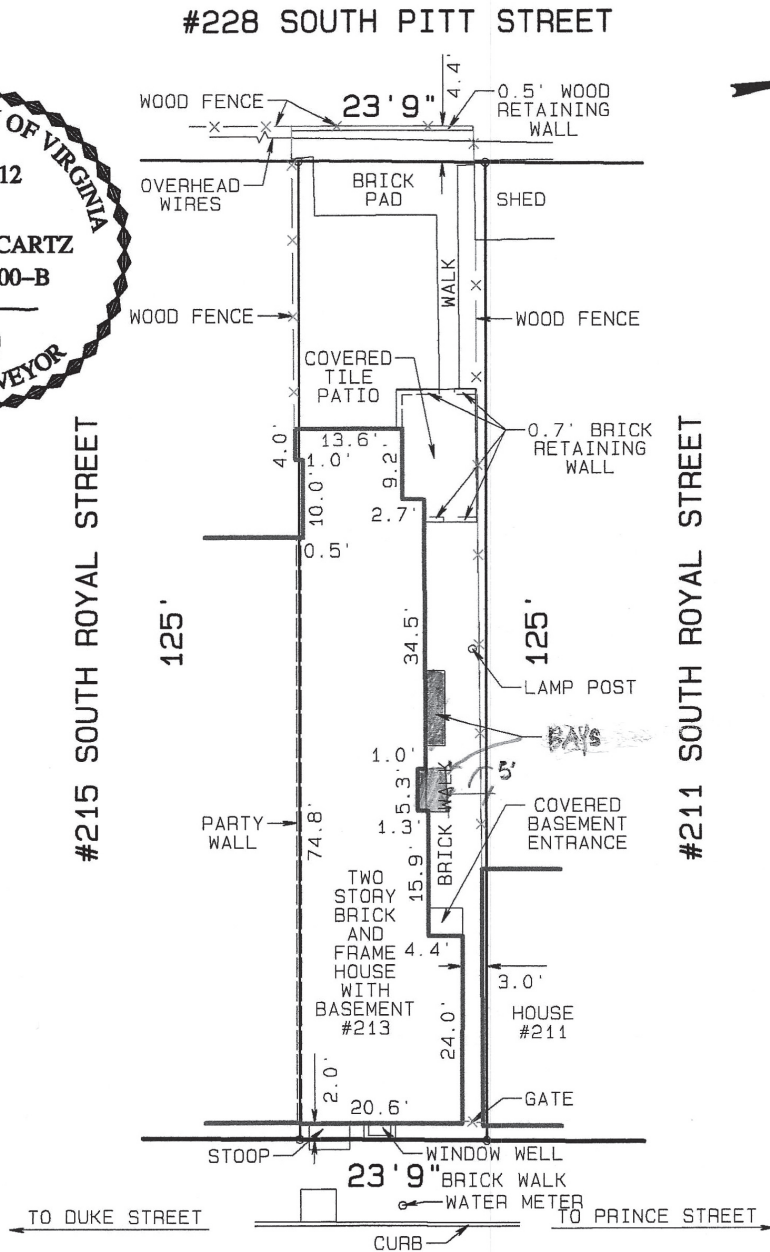 #228 SOUTH PITT STREET
WOOD FENCE
23'9"
4.4'
0.5' WOOD
RETAINING
WALL
OF VIRGINIA
12
CARTZ
00-B
VEYOR
OVERHEAD
WIRES
BRICK
PAD
SHED
WALK
WOOD FENCE
WOOD FENCE
COVERED
TILE
PATIO
0.7' BRICK
RETAINING
WALL
4.0'
13.6'
1.0'
9.2'
10.0'
2.7'
0.5'
#215 SOUTH ROYAL STREET
125'
34.5'
125'
#211 SOUTH ROYAL STREET
LAMP POST
BAYS
1.0'
5.3'
5'
1.3'
BRICK WALK
COVERED
BASEMENT
ENTRANCE
PARTY
WALL
74.8'
15.9'
TWO
STORY
BRICK
AND
FRAME
HOUSE
WITH
BASEMENT
#213
4.4'
3.0'
HOUSE
#211
24.0'
2.0'
20.6'
GATE
STOOP
WINDOW WELL
23'9"
BRICK WALK
WATER METER
TO DUKE STREET
TO PRINCE STREET
CURB